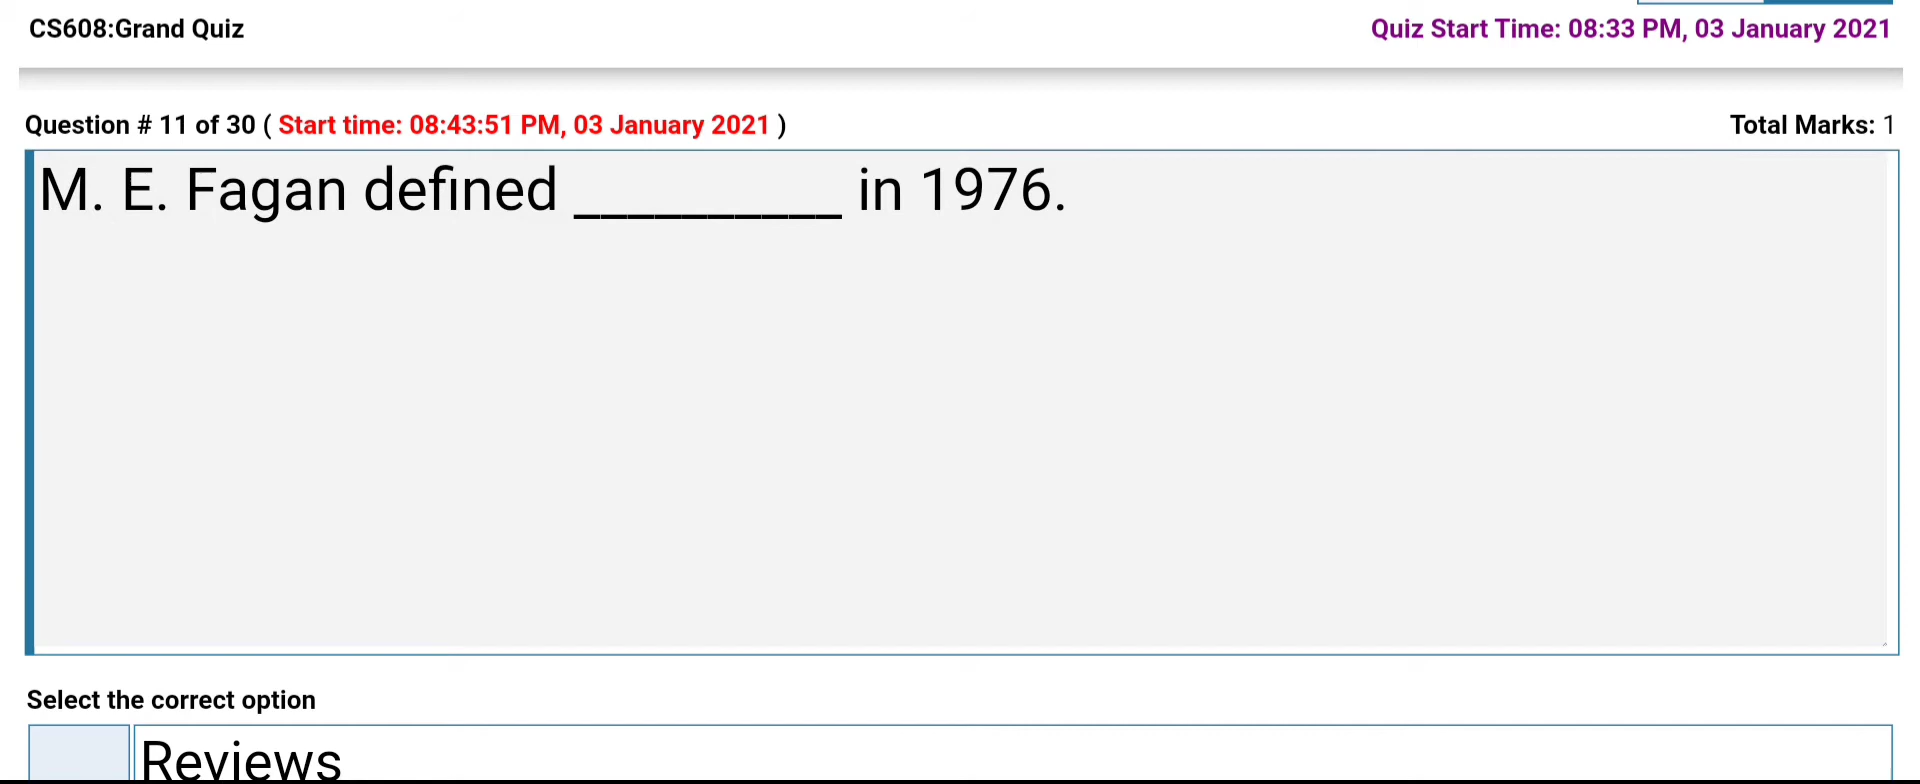 CS608:Grand Quiz
Quiz Start Time: 08:33 PM, 03 January 2021
Question # 11 of 30 ( Start time: 08:43:51 PM, 03 January 2021 )
Total Marks: 1
M. E. Fagan defined __________ in 1976.
Select the correct option
Reviews